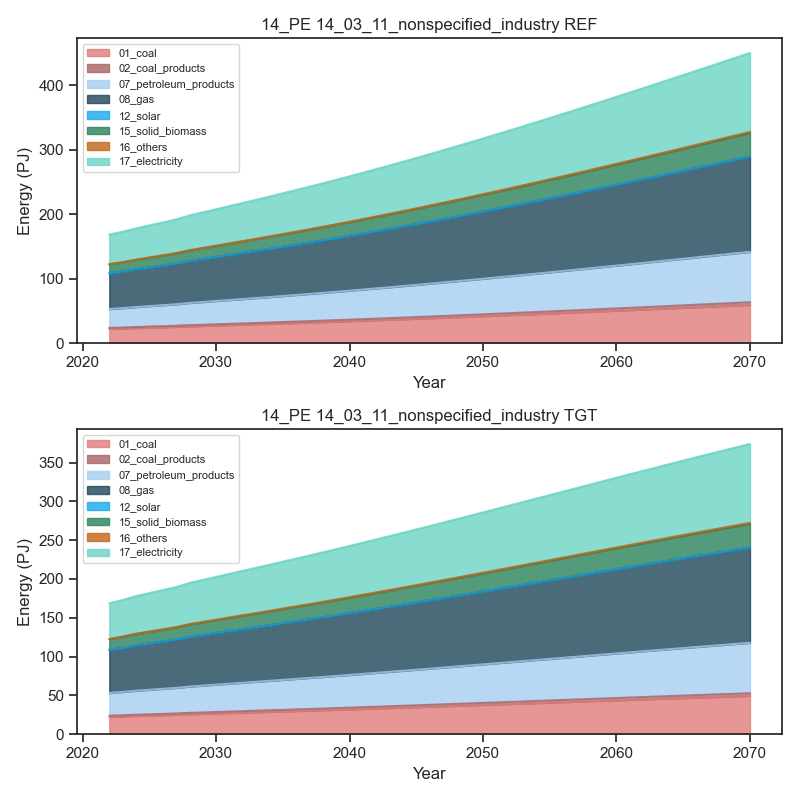 14_PE 14_03_11_nonspecified_industry REF
01_coal
02_coal_products
07_petroleum_products
08_gas
12_solar
15_solid_biomass
16_others
17_electricity
Energy (PJ)
400
300
200
100
0
2020 2030 2040 2050 2060 2070
Year
14_PE 14_03_11_nonspecified_industry TGT
01_coal
02_coal_products
07_petroleum_products
08_gas
12_solar
15_solid_biomass
16_others
17_electricity
Energy (PJ)
350
300
250
200
150
100
50
0
2020 2030 2040 2050 2060 2070
Year